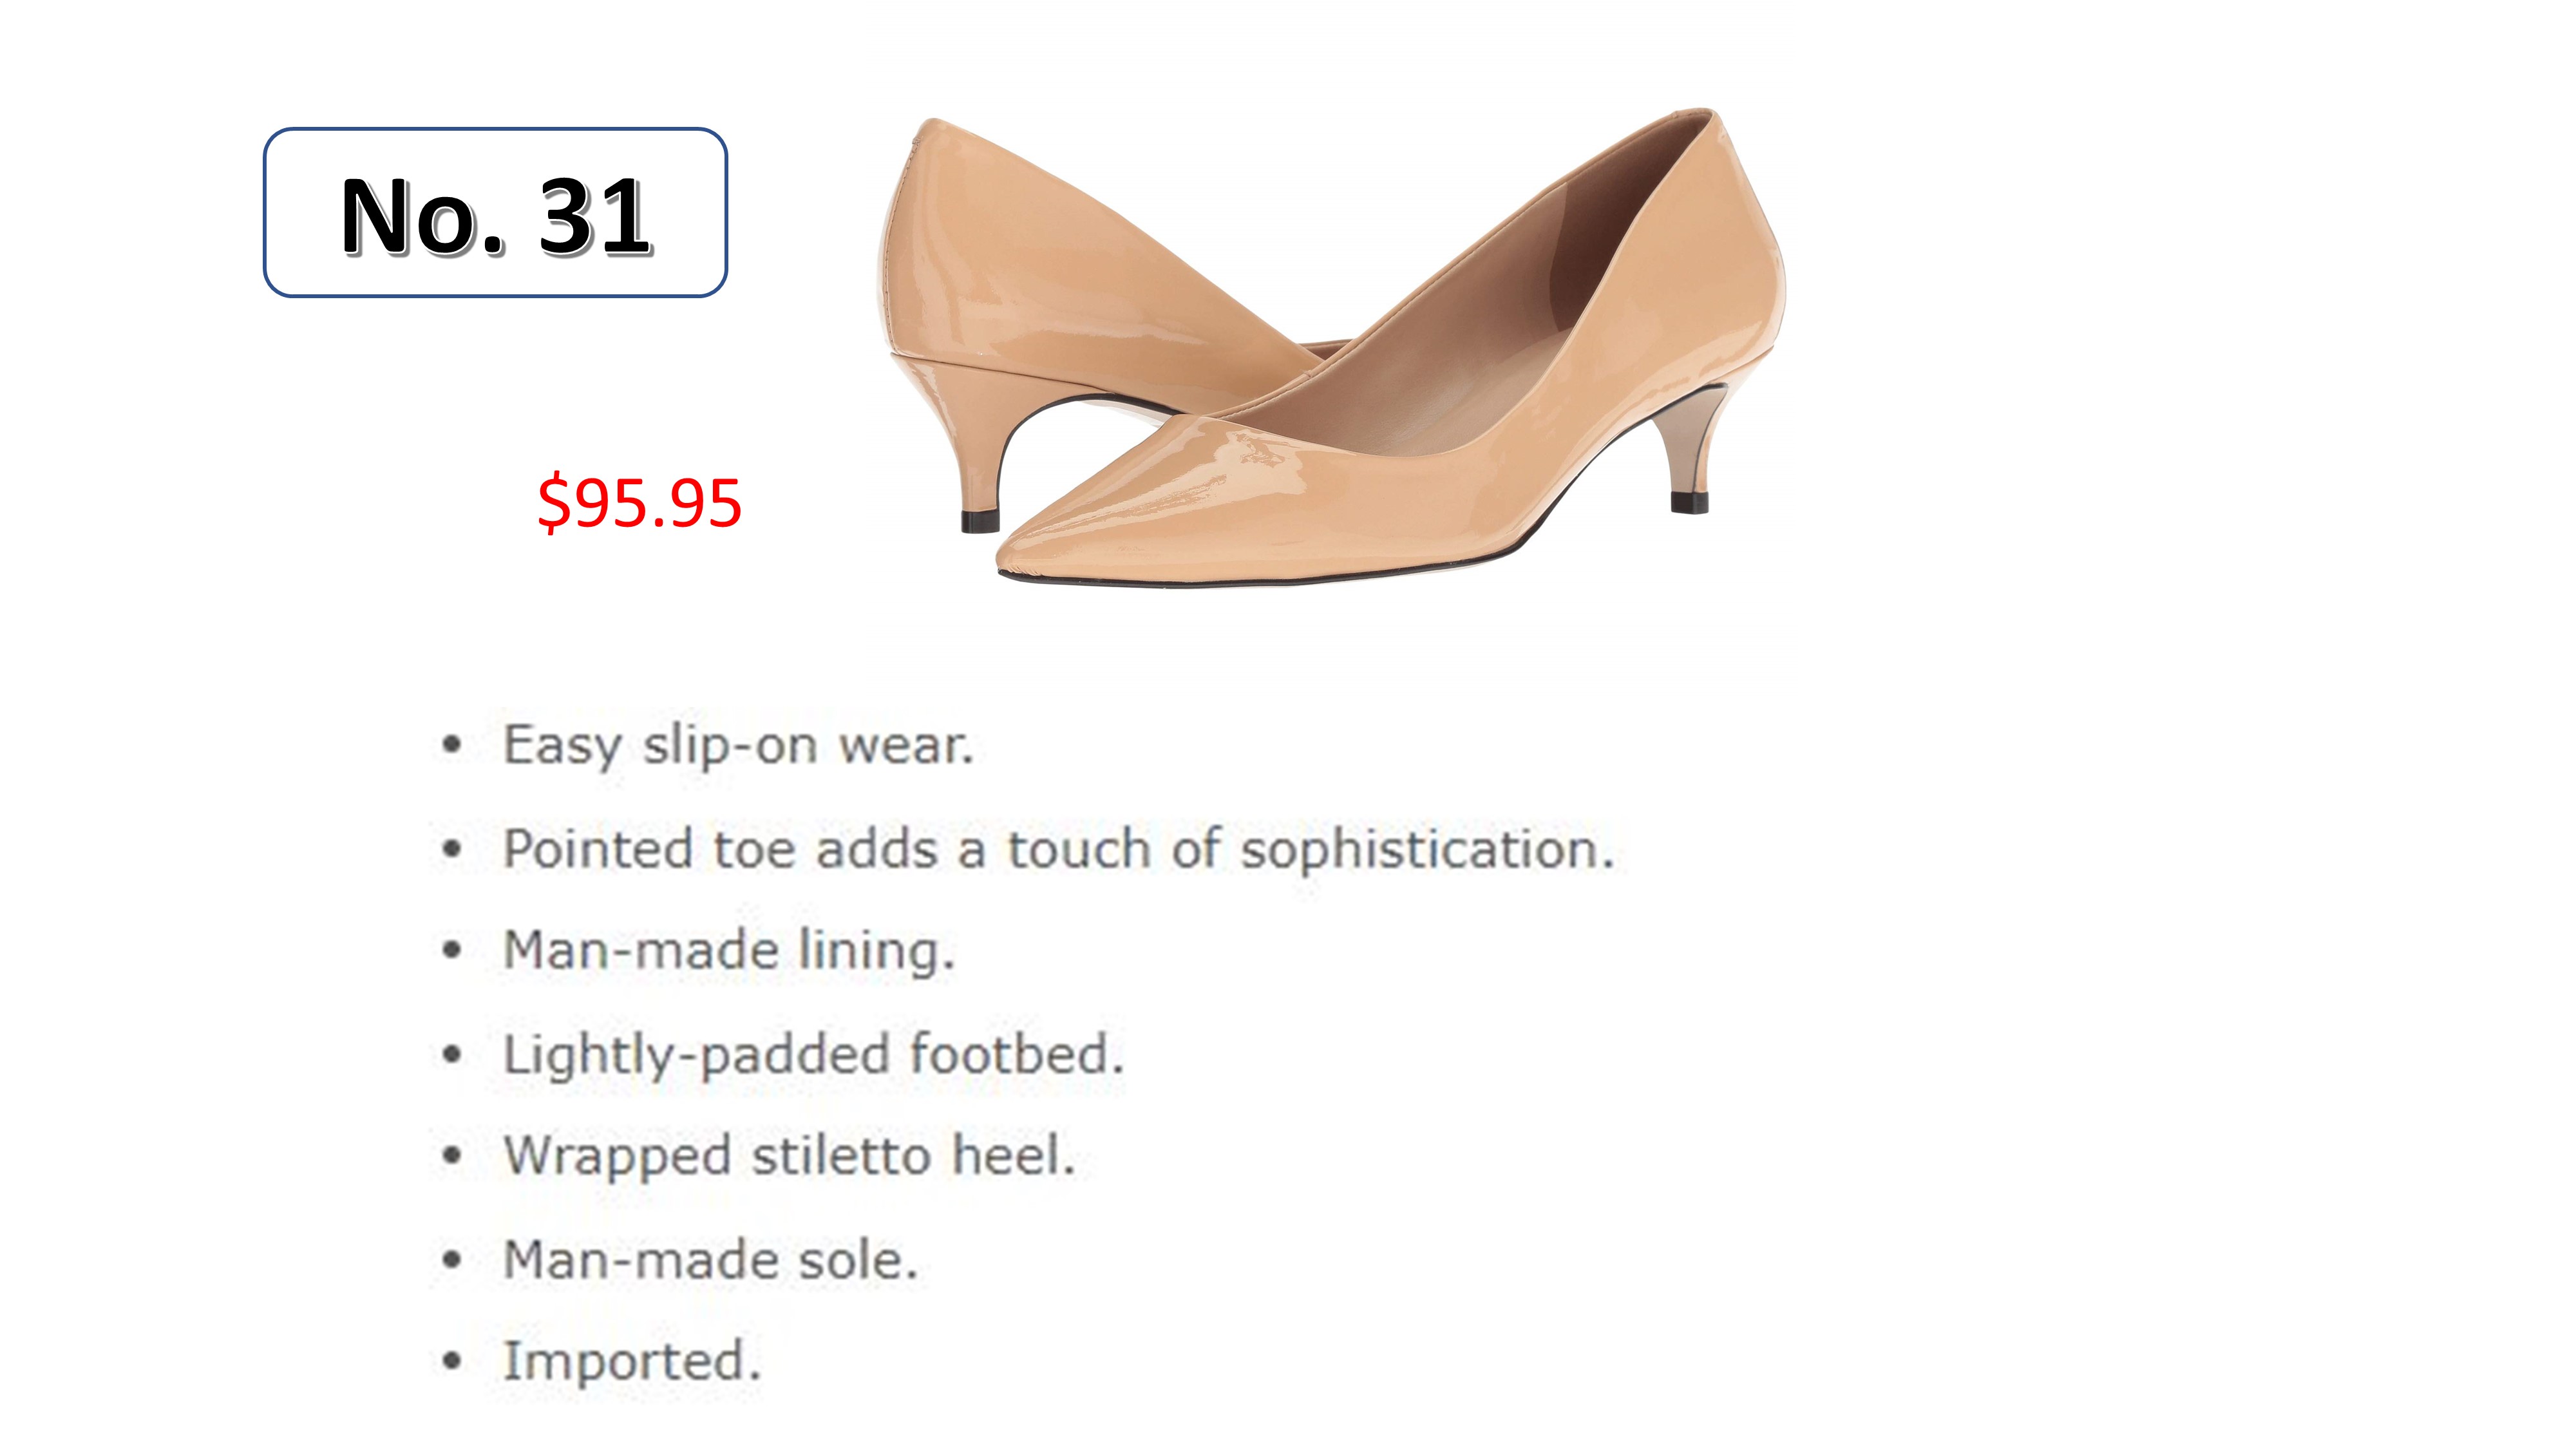 No. 31
$95.95
• Easy slip-on wear.
• Pointed toe adds a touch of sophistication.
• Man-made lining.
• Lightly-padded footbed.
• Wrapped stiletto heel.
• Man-made sole.
• Imported.